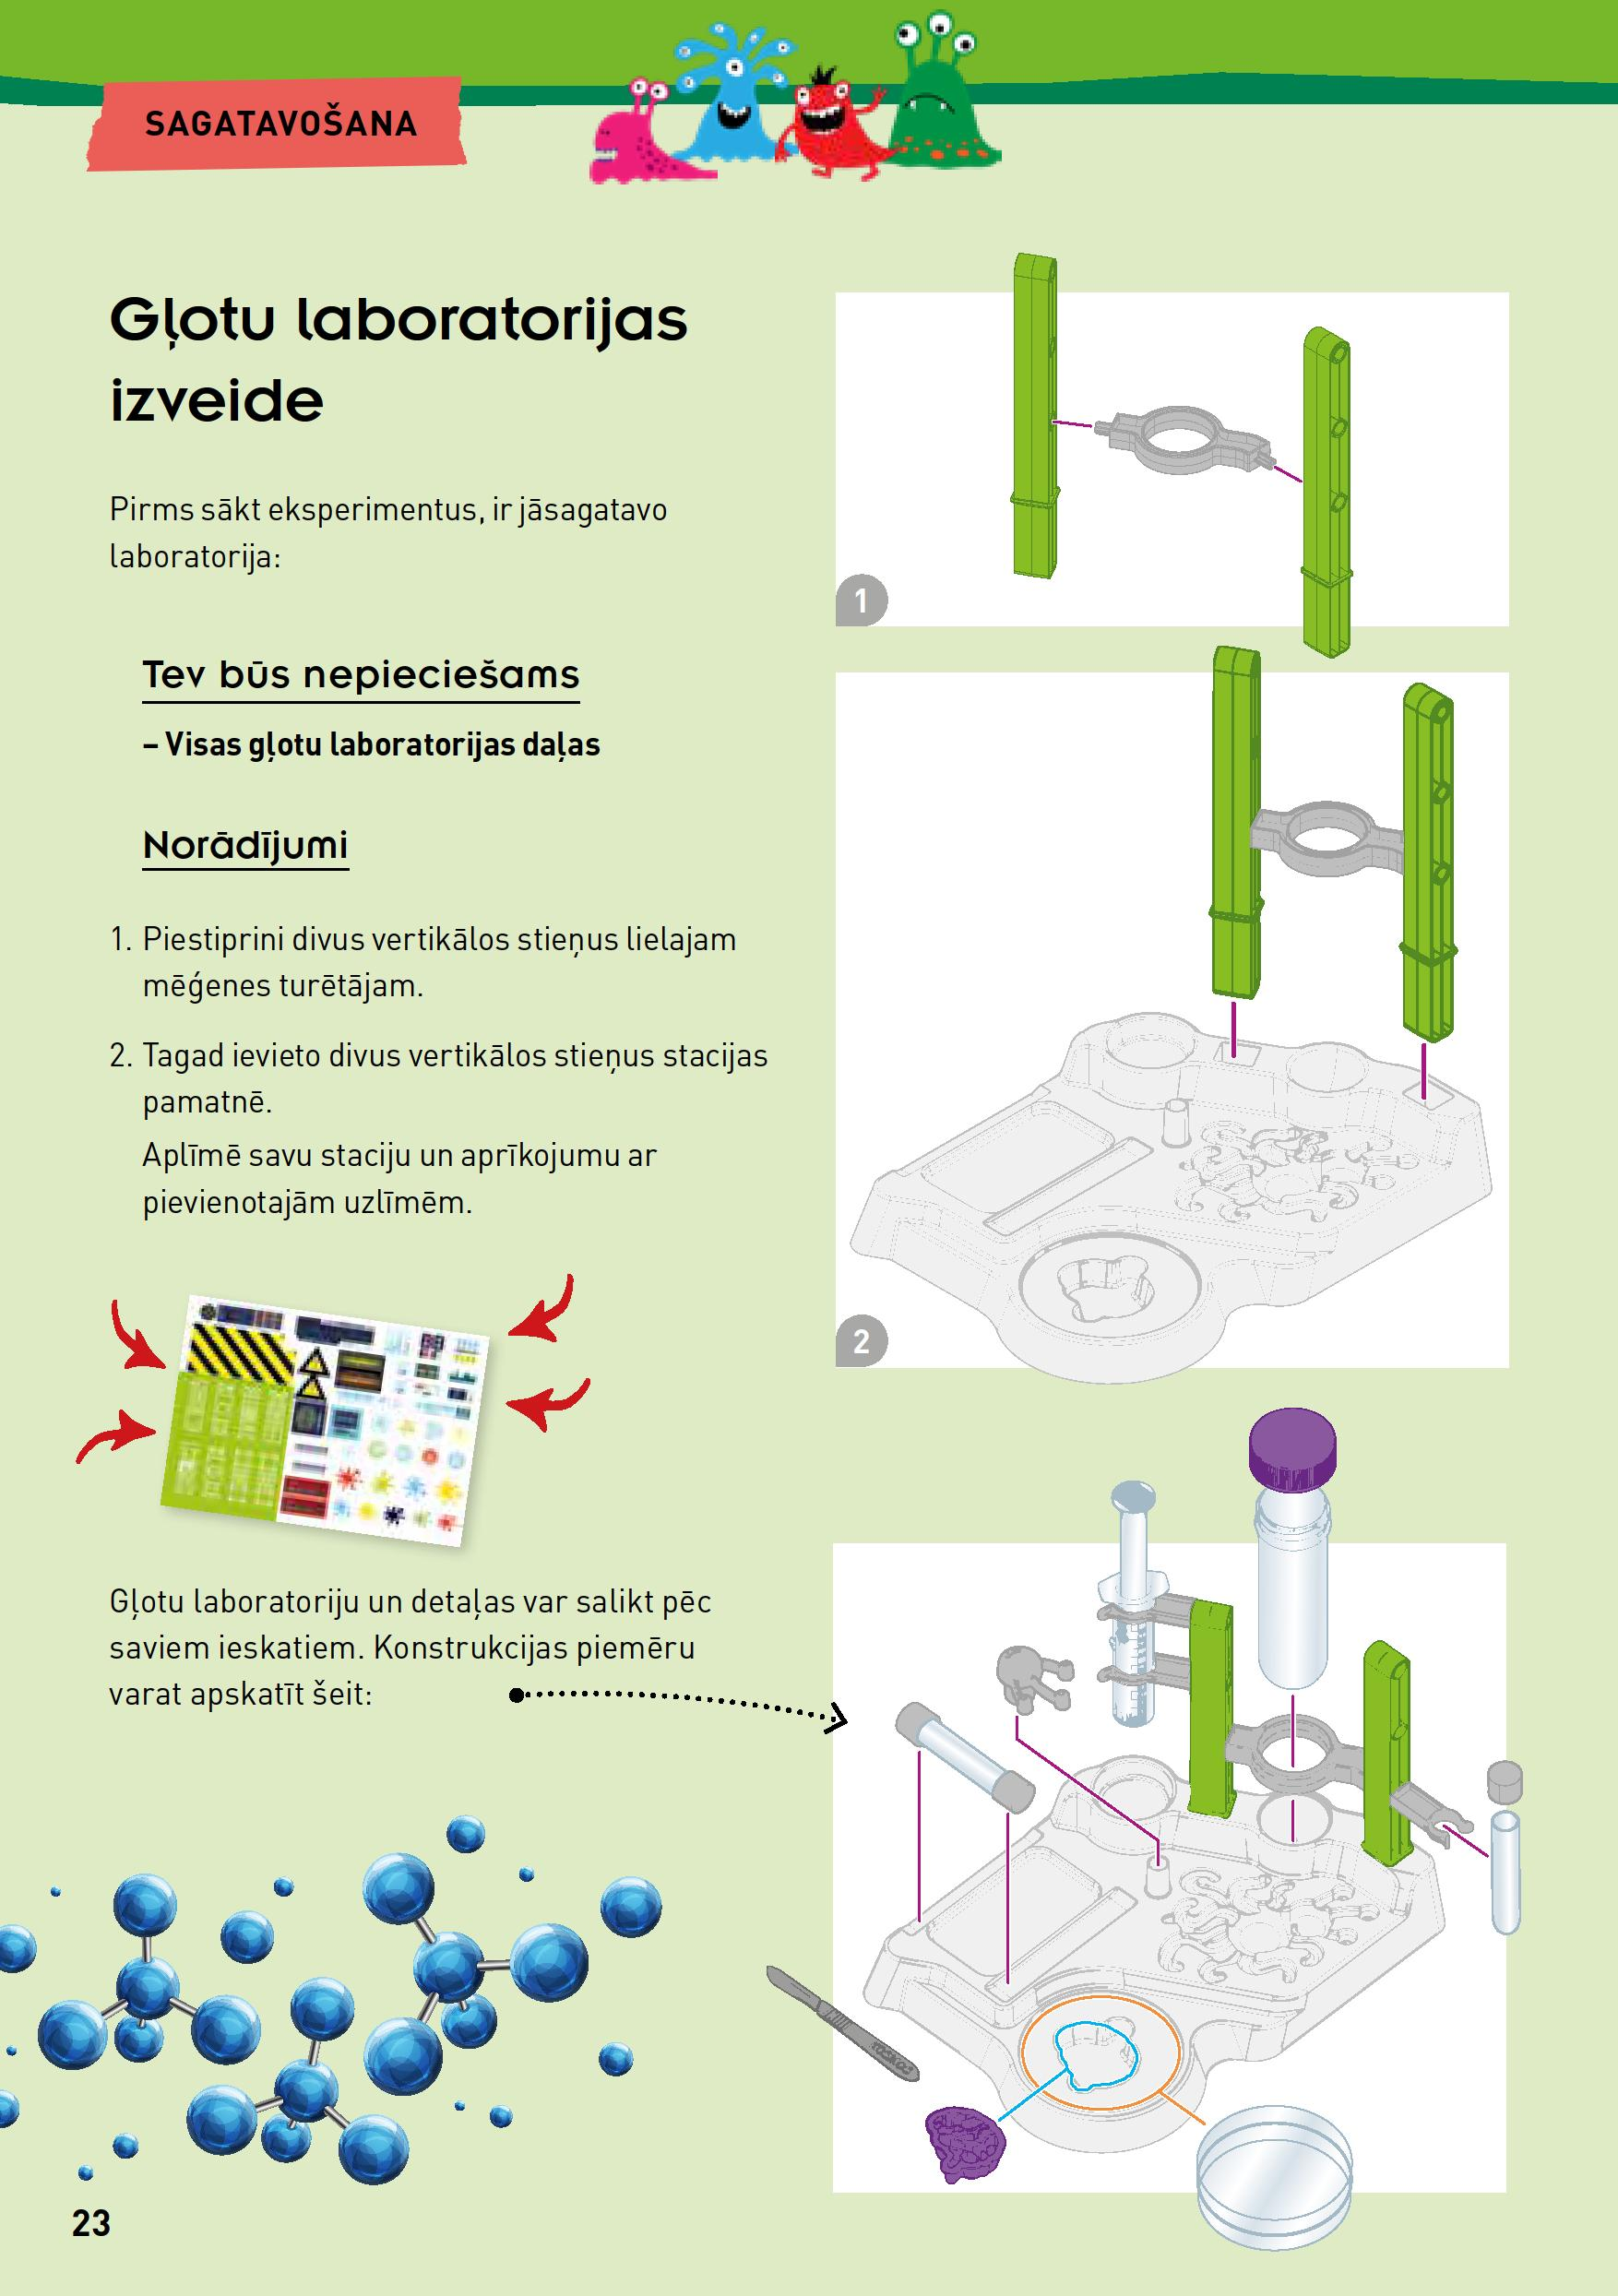 SAGATAVOŠANA
Gļotu laboratorijas
izveide
Pirms sākt eksperimentus, ir jāsagatavo
laboratorija:
Tev būs nepieciešams
– Visas gļotu laboratorijas daļas
Norādījumi
1. Piestiprini divus vertikālos stieņus lielajam
mēģenes turētājam.
2. Tagad ievieto divus vertikālos stieņus stacijas
pamatnē.
Aplīmē savu staciju un aprīkojumu ar
pievienotajām uzlīmēm.
Gļotu laboratoriju un detaļas var salikt pēc
saviem ieskatiem. Konstrukcijas piemēru
varat apskatīt šeit:
1
2
23